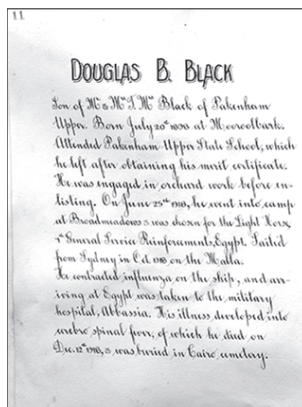 11
DOUGLAS B. BLACK
Son of Mr & Mrs J. Mc Black of Pakenham
Upper. Born July 20th at Mooroolbark.
Attended Pakenham Upper State School, which
he left after obtaining his merit certificate.
He was engaged in orchard work before en-
listing. On June 25th he went into camp
at Broadmeadows & was chosen for the Light Horse,
General Service Reinforcements, Egypt. Sailed
from Sydney in Oct. on the Malta.
He contracted influenza on the ship, and arr-
iving at Egypt was taken to the military
hospital, Abbassia. His illness developed into
cerebro spinal fever, of which he died on
Dec. 12th & was buried in Cairo cemetery.